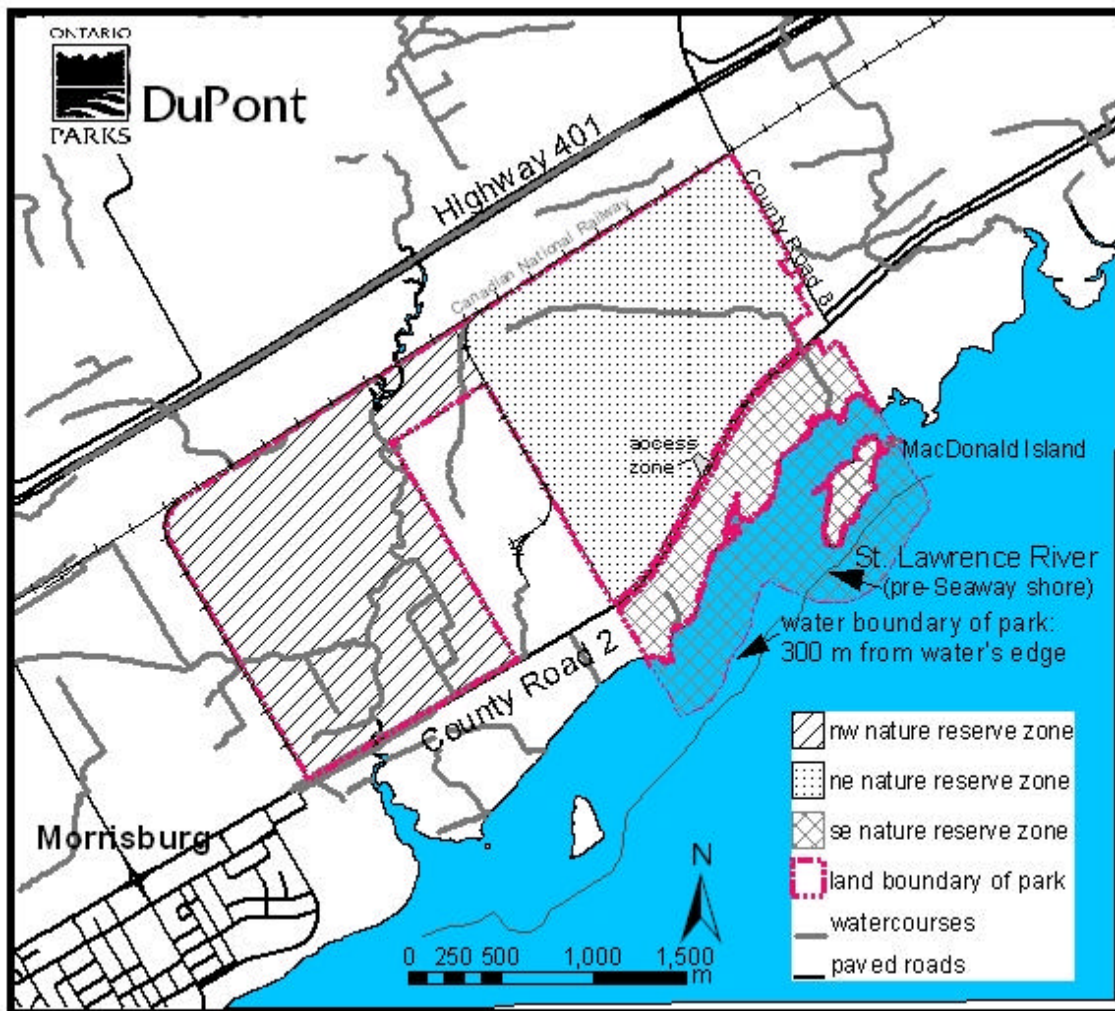 ONTARIO
PARKS
DuPont
Highway 401
Canadian National Railway
County Road 8
access
zone
MacDonald Island
St. Lawrence River
(pre-Seaway shore)
water boundary of park:
300 m from water's edge
County Road 2
Morrisburg
N
0 250 500 1,000 1,500
m
nw nature reserve zone
ne nature reserve zone
se nature reserve zone
land boundary of park
watercourses
paved roads